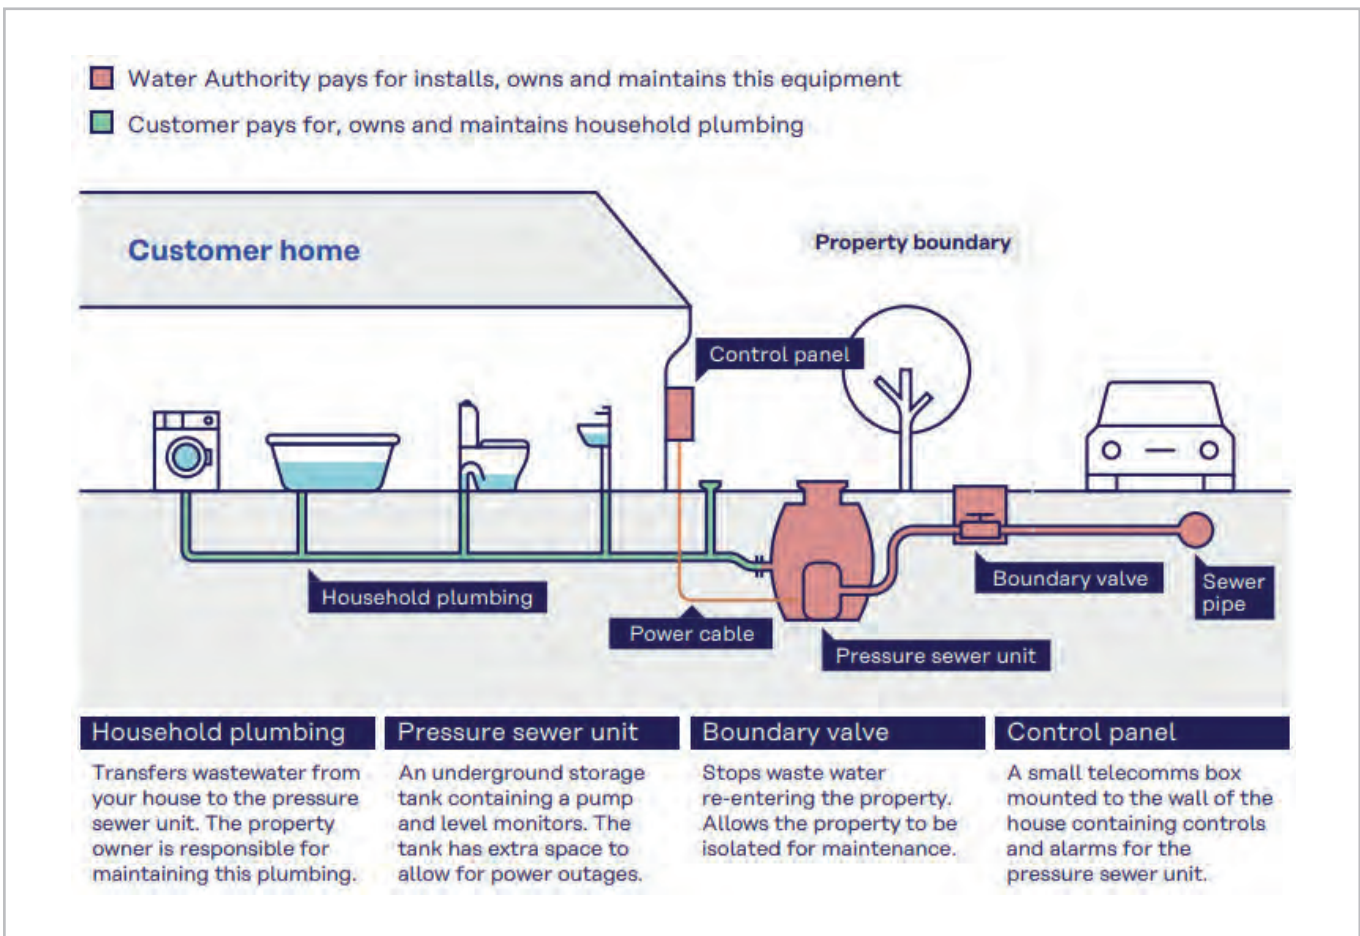 Water Authority pays for installs, owns and maintains this equipment
Customer pays for, owns and maintains household plumbing
Customer home
Property boundary
Control panel
Household plumbing
Power cable
Pressure sewer unit
Boundary valve
Sewer
pipe
Household plumbing
Transfers wastewater from
your house to the pressure
sewer unit. The property
owner is responsible for
maintaining this plumbing.
Pressure sewer unit
An underground storage
tank containing a pump
and level monitors. The
tank has extra space to
allow for power outages.
Boundary valve
Stops waste water
re-entering the property.
Allows the property to be
isolated for maintenance.
Control panel
A small telecomms box
mounted to the wall of the
house containing controls
and alarms for the
pressure sewer unit.